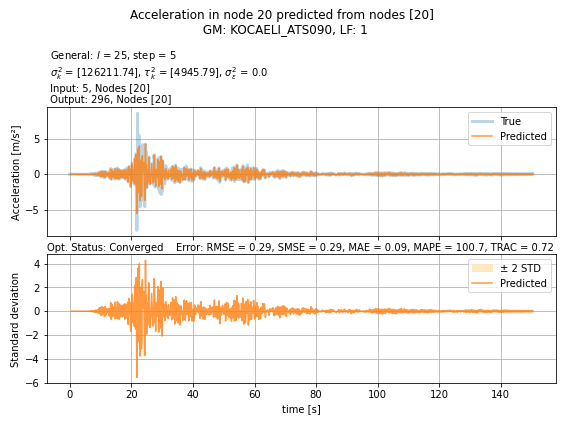 Acceleration in node 20 predicted from nodes [20]
GM: KOCAELI_ATS090, LF: 1
General: l = 25, step = 5
σ²ₖ = [126211.74], τ²ₖ = [4945.79], σ²ε = 0.0
Input: 5, Nodes [20]
Output: 296, Nodes [20]
Acceleration [m/s²]
5
0
−5
True
Predicted
Opt. Status: Converged Error: RMSE = 0.29, SMSE = 0.29, MAE = 0.09, MAPE = 100.7, TRAC = 0.72
Standard deviation
4
2
0
−2
−4
−6
± 2 STD
Predicted
0 20 40 60 80 100 120 140
time [s]